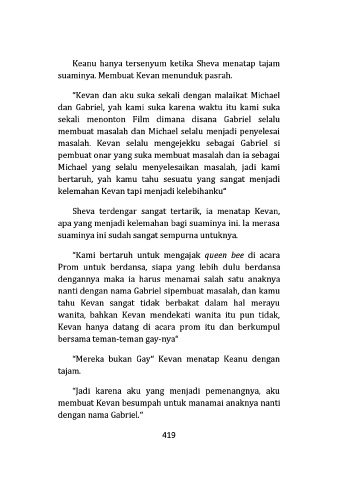 Keanu hanya tersenyum ketika Sheva menatap tajam
suaminya. Membuat Kevan menunduk pasrah.
"Kevan dan aku suka sekali dengan malaikat Michael
dan Gabriel, yah kami suka karena waktu itu kami suka
sekali menonton Film dimana disana Gabriel selalu
membuat masalah dan Michael selalu menjadi penyelesai
masalah. Kevan selalu mengejekku sebagai Gabriel si
pembuat onar yang suka membuat masalah dan ia sebagai
Michael yang selalu menyelesaikan masalah, jadi kami
bertaruh, yah kamu tahu sesuatu yang sangat menjadi
kelemahan Kevan tapi menjadi kelebihanku"
Sheva terdengar sangat tertarik, ia menatap Kevan,
apa yang menjadi kelemahan bagi suaminya ini. Ia merasa
suaminya ini sudah sangat sempurna untuknya.
"Kami bertaruh untuk mengajak queen bee di acara
Prom untuk berdansa, siapa yang lebih dulu berdansa
dengannya maka ia harus menamai salah satu anaknya
nanti dengan nama Gabriel sipembuat masalah, dan kamu
tahu Kevan sangat tidak berbakat dalam hal merayu
wanita, bahkan Kevan mendekati wanita itu pun tidak,
Kevan hanya datang di acara prom itu dan berkumpul
bersama teman-teman gay-nya"
"Mereka bukan Gay" Kevan menatap Keanu dengan
tajam.
"Jadi karena aku yang menjadi pemenangnya, aku
membuat Kevan besumpah untuk manamai anaknya nanti
dengan nama Gabriel."
419